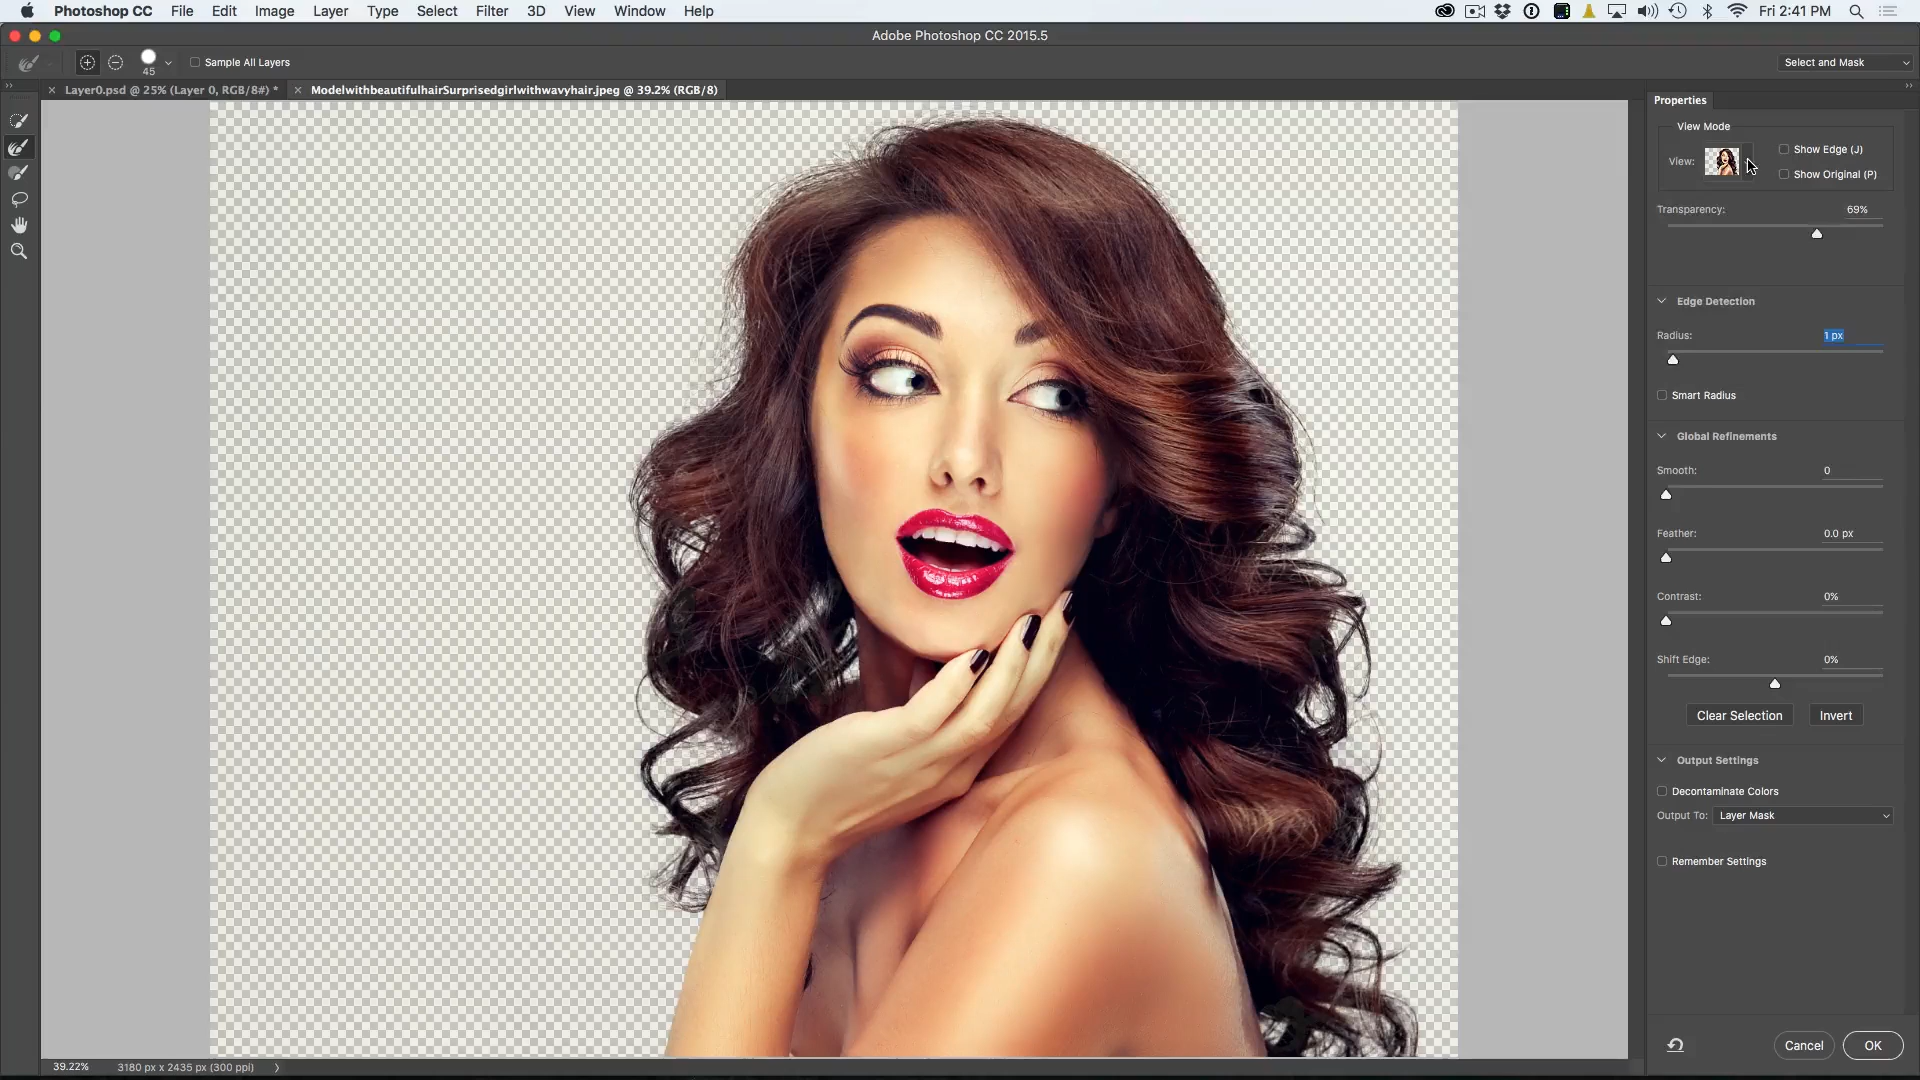 Photoshop CC File Edit Image Layer Type Select Filter 3D View Window Help Fri 2:41 PM
Adobe Photoshop CC 2015.5
45 Sample All Layers Select and Mask
Layer0.psd @ 25% (Layer 0, RGB/8#) * ModelwithbeautifulhairSurprisedgirlwithwavyhair.jpeg @ 39.2% (RGB/8)
Properties
View Mode
View: Show Edge (J)
Show Original (P)
Transparency: 69%
Edge Detection
Radius: 1 px
Smart Radius
Global Refinements
Smooth: 0
Feather: 0.0 px
Contrast: 0%
Shift Edge: 0%
Clear Selection Invert
Output Settings
Decontaminate Colors
Output To: Layer Mask
Remember Settings
Cancel OK
39.22% 3180 px x 2435 px (300 ppi)